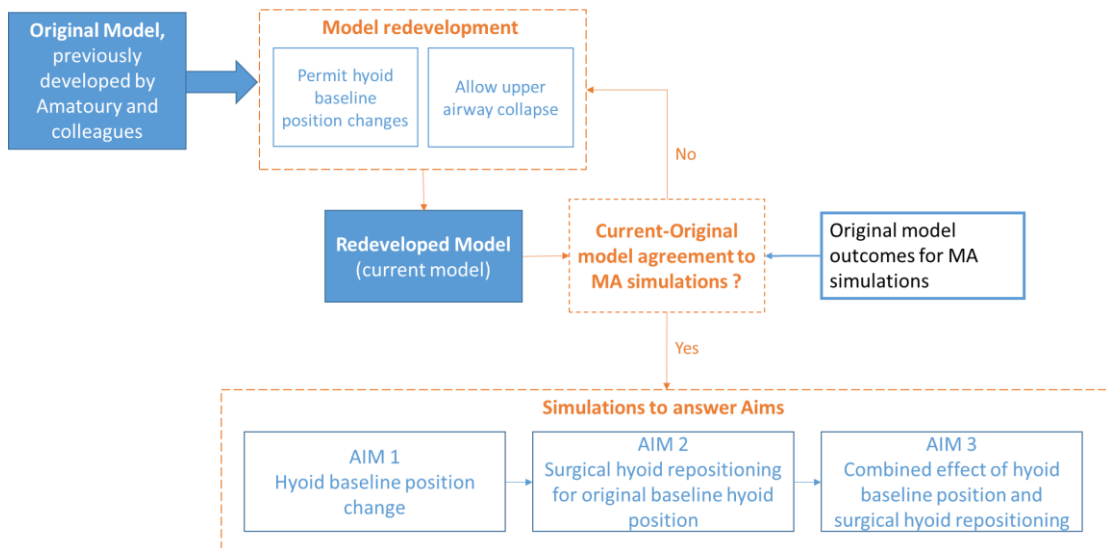 Original Model,
previously
developed by
Amatoury and
colleagues
Model redevelopment
Permit hyoid
baseline
position changes
Allow upper
airway collapse
No
Redeveloped Model
(current model)
Current-Original
model agreement to
MA simulations ?
Original model
outcomes for MA
simulations
Yes
Simulations to answer Aims
AIM 1
Hyoid baseline position
change
AIM 2
Surgical hyoid repositioning
for original baseline hyoid
position
AIM 3
Combined effect of hyoid
baseline position and
surgical hyoid repositioning